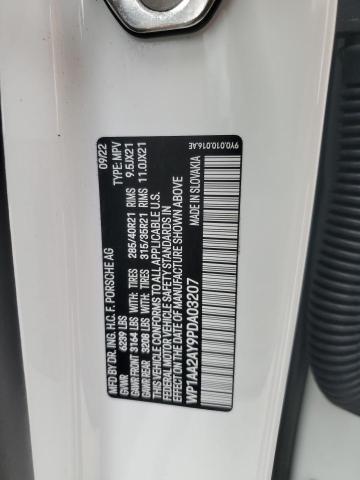 MFD BY DR. ING. H.C. F. PORSCHE AG 09/22
GVWR 6239 LBS TYPE: MPV
GAWR FRONT 3164 LBS WITH: TIRES 285/40R21 RIMS 9.5JX21
GAWR REAR 3208 LBS WITH: TIRES 315/35R21 RIMS 11.0JX21
THIS VEHICLE CONFORMS TO ALL APPLICABLE
FEDERAL MOTOR VEHICLE SAFETY STANDARDS IN
EFFECT ON THE DATE OF MANUFACTURE SHOWN ABOVE
WP1AA2AY9PDA03207 MADE IN SLOVAKIA
9Y0.010.016.AE